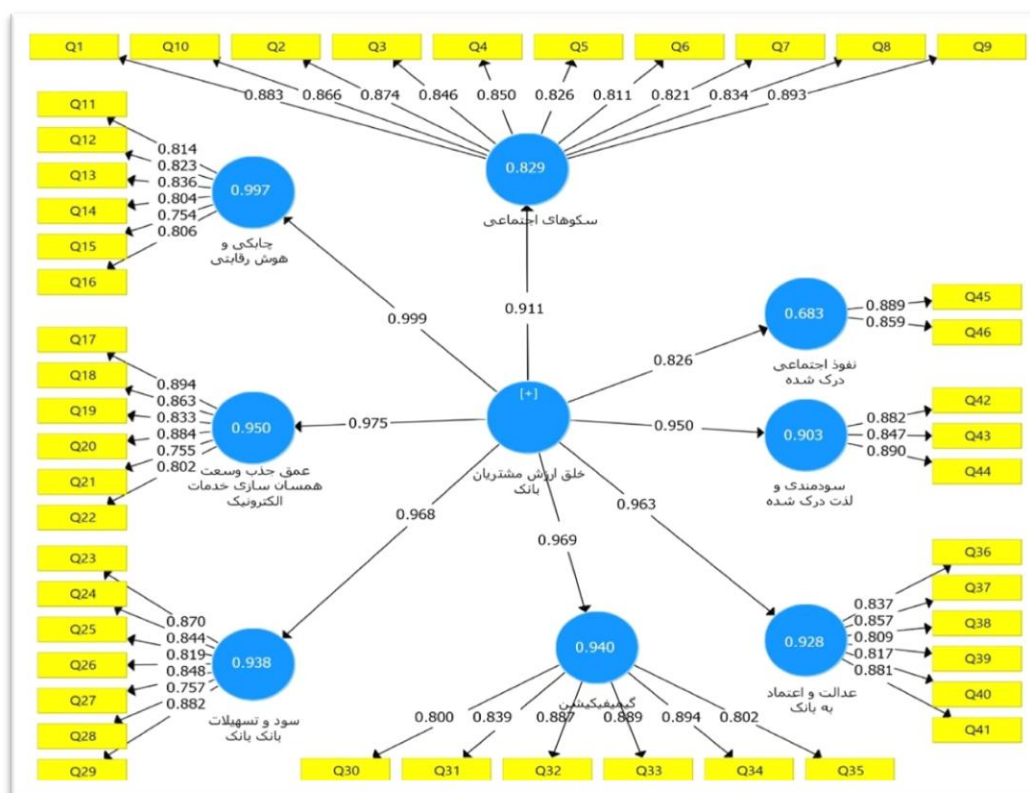 Q1 Q10 Q2 Q3 Q4 Q5 Q6 Q7 Q8 Q9
0.883 0.866 0.874 0.846 0.850 0.826 0.811 0.821 0.834 0.893
0.829
سکوهای اجتماعی
Q11
Q12
Q13
Q14
Q15
Q16
0.814
0.823
0.836
0.804
0.754
0.806
0.997
چابکی و
هوش رقابتی
0.999
0.911
0.826
0.683
نفوذ اجتماعی
درک شده
0.889
0.859
Q45
Q46
Q17
Q18
Q19
Q20
Q21
Q22
0.894
0.863
0.833
0.884
0.755
0.802
0.950
عمق جذب وسعت
همسان سازی خدمات
الکترونیک
0.975
[+]
خلق ارزش مشتریان
بانک
0.950
0.903
سودمندی و
لذت درک شده
0.882
0.847
0.890
Q42
Q43
Q44
0.968
0.969
0.963
Q23
Q24
Q25
Q26
Q27
Q28
Q29
0.870
0.844
0.819
0.848
0.757
0.882
0.938
سود و تسهیلات
بانک بانک
0.940
گیمیفیکیشن
0.800 0.839 0.887 0.889 0.894 0.802
Q30 Q31 Q32 Q33 Q34 Q35
0.928
عدالت و اعتماد
به بانک
0.837
0.857
0.809
0.817
0.881
Q36
Q37
Q38
Q39
Q40
Q41